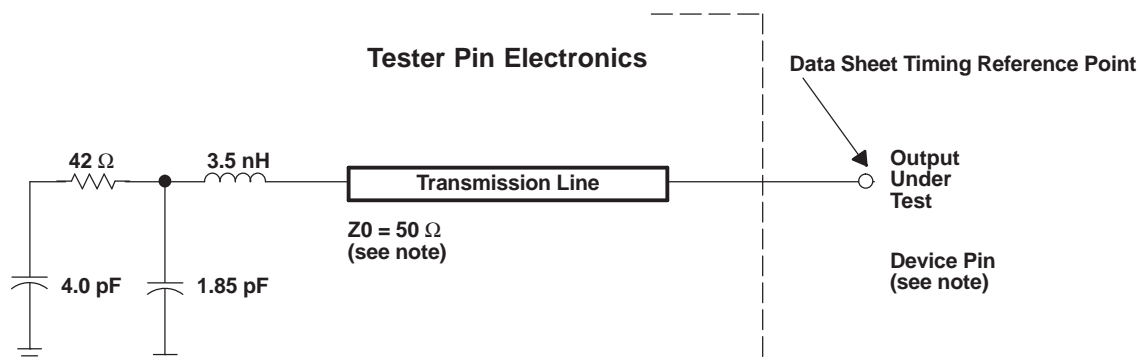 Tester Pin Electronics
Data Sheet Timing Reference Point
42 Ω
3.5 nH
Transmission Line
Output
Under
Test
Z0 = 50 Ω
(see note)
Device Pin
(see note)
4.0 pF
1.85 pF